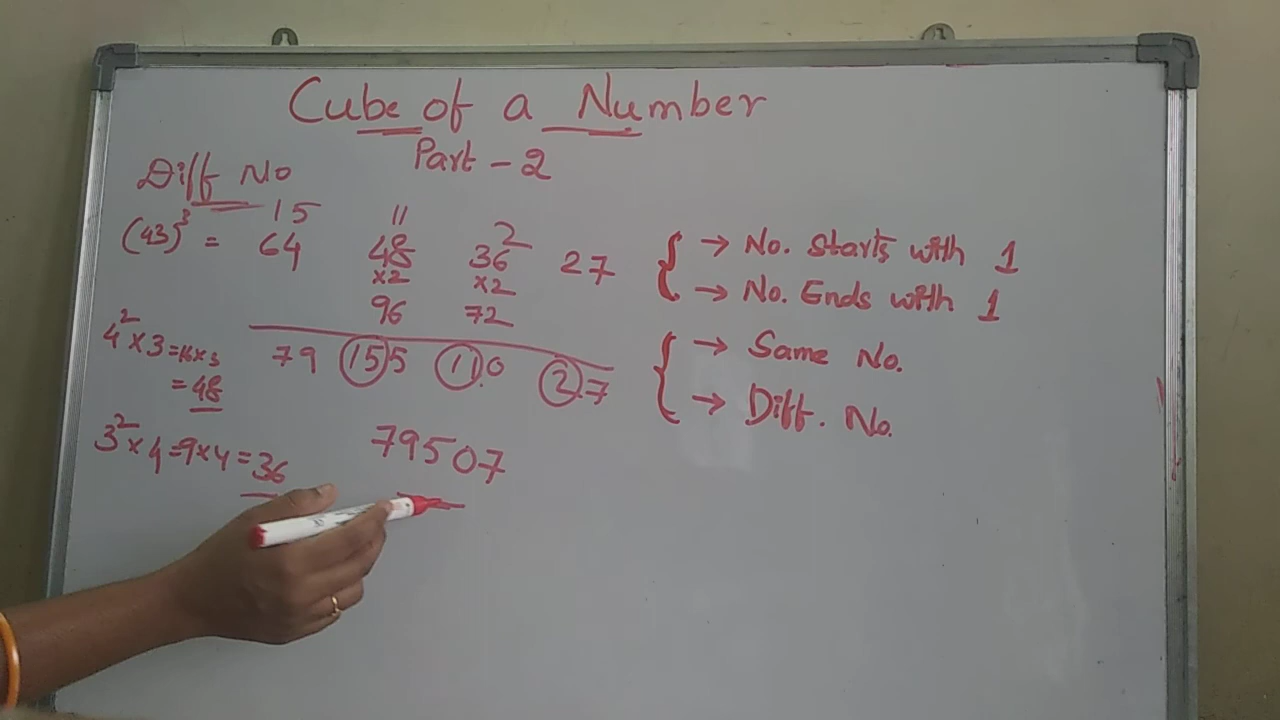 Cube of a Number
Part - 2
Diff No
15 11 2
(43)³ = 64 48 36 27
×2 ×2
96 72
79 155 11.0 2.7
79507
4² × 3 = 16 × 3
= 48
3² × 4 = 9 × 4 = 36
{ → No. Starts with 1
→ No. Ends with 1
{ → Same No.
→ Diff. No.